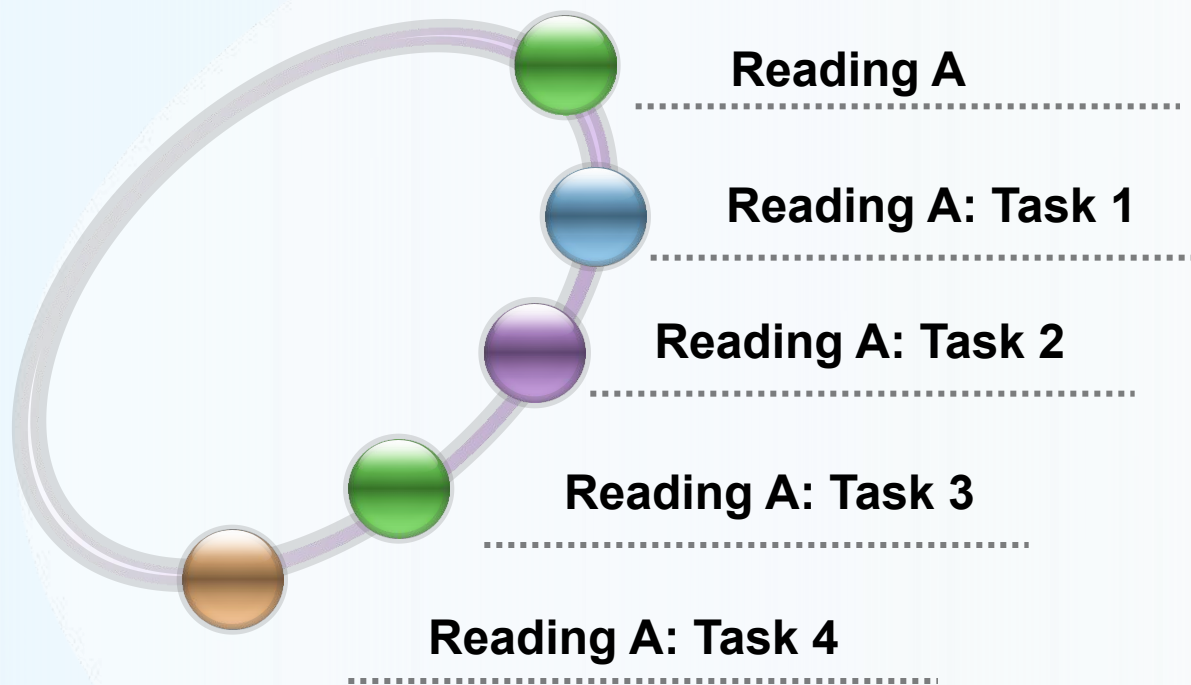 Reading A
Reading A: Task 1
Reading A: Task 2
Reading A: Task 3
Reading A: Task 4